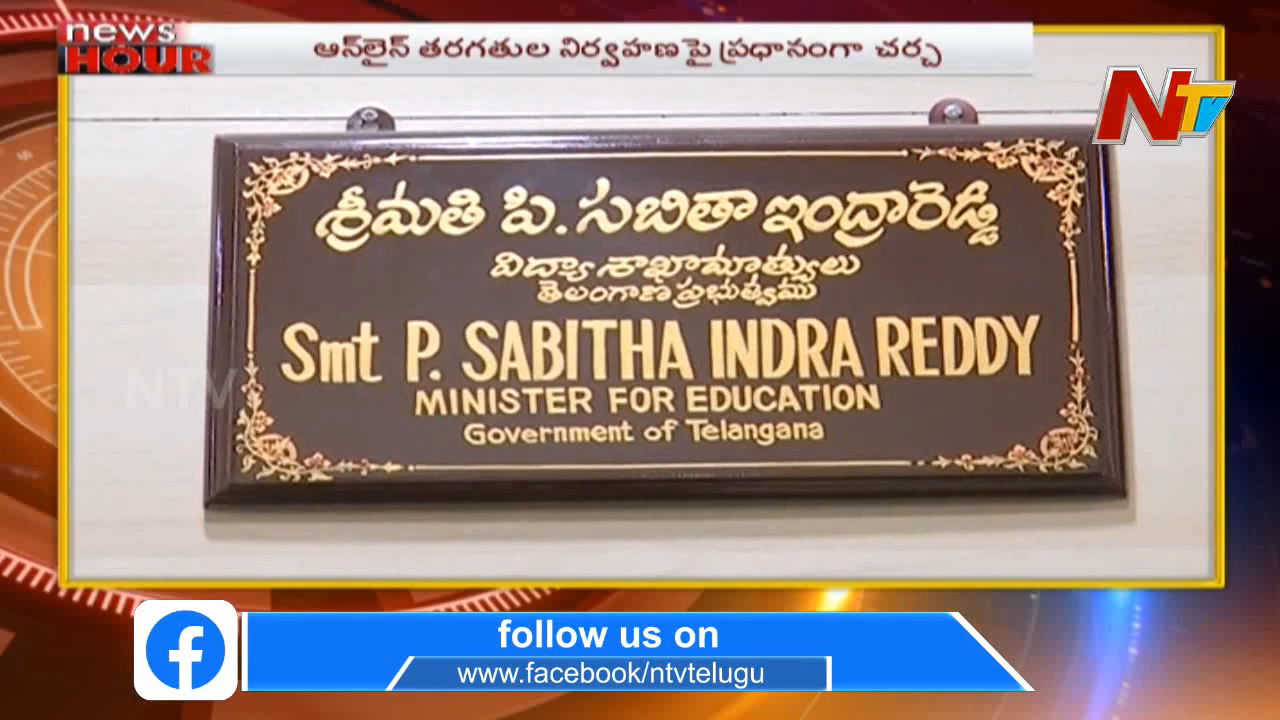 news
HOUR
ఆన్‌లైన్ తరగతుల నిర్వహణపై ప్రధానంగా చర్చ
NTV
శ్రీమతి పి. సబితా ఇంద్రారెడ్డి
విద్యా శాఖామాత్యులు
తెలంగాణ ప్రభుత్వము
Smt P. SABITHA INDRA REDDY
MINISTER FOR EDUCATION
Government of Telangana
NTV
follow us on
www.facebook/ntvtelugu